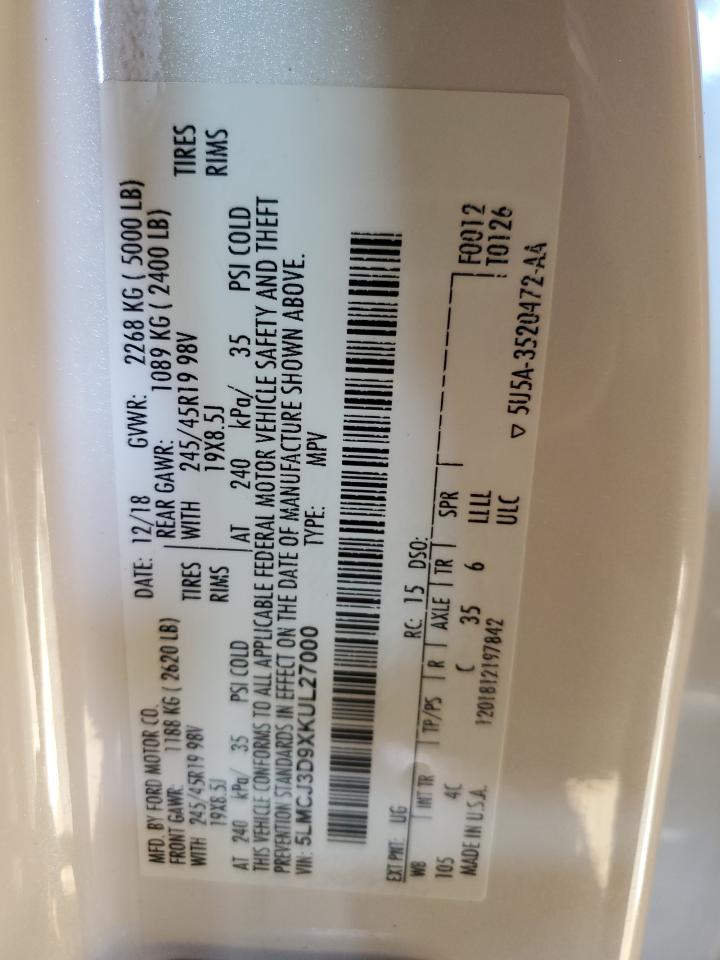 MFD. BY FORD MOTOR CO.
DATE: 12/18 GVWR: 2268 KG ( 5000 LB)
FRONT GAWR: 1188 KG ( 2620 LB) REAR GAWR: 1089 KG ( 2400 LB)
WITH 245/45R19 98V TIRES WITH 245/45R19 98V TIRES
19X8.5J RIMS 19X8.5J RIMS
AT 240 kPa/ 35 PSI COLD AT 240 kPa/ 35 PSI COLD
THIS VEHICLE CONFORMS TO ALL APPLICABLE FEDERAL MOTOR VEHICLE SAFETY AND THEFT
PREVENTION STANDARDS IN EFFECT ON THE DATE OF MANUFACTURE SHOWN ABOVE.
VIN: 5LMCJ3D9XKUL27000 TYPE: MPV
EXT PNT: UG RC: 15 DSO:
WB INT TR TP/PS R AXLE TR SPR F0012
105 4C C 35 6 LLLL T0126
ULC
MADE IN U.S.A. 1201812197842 5U5A-3520472-AA